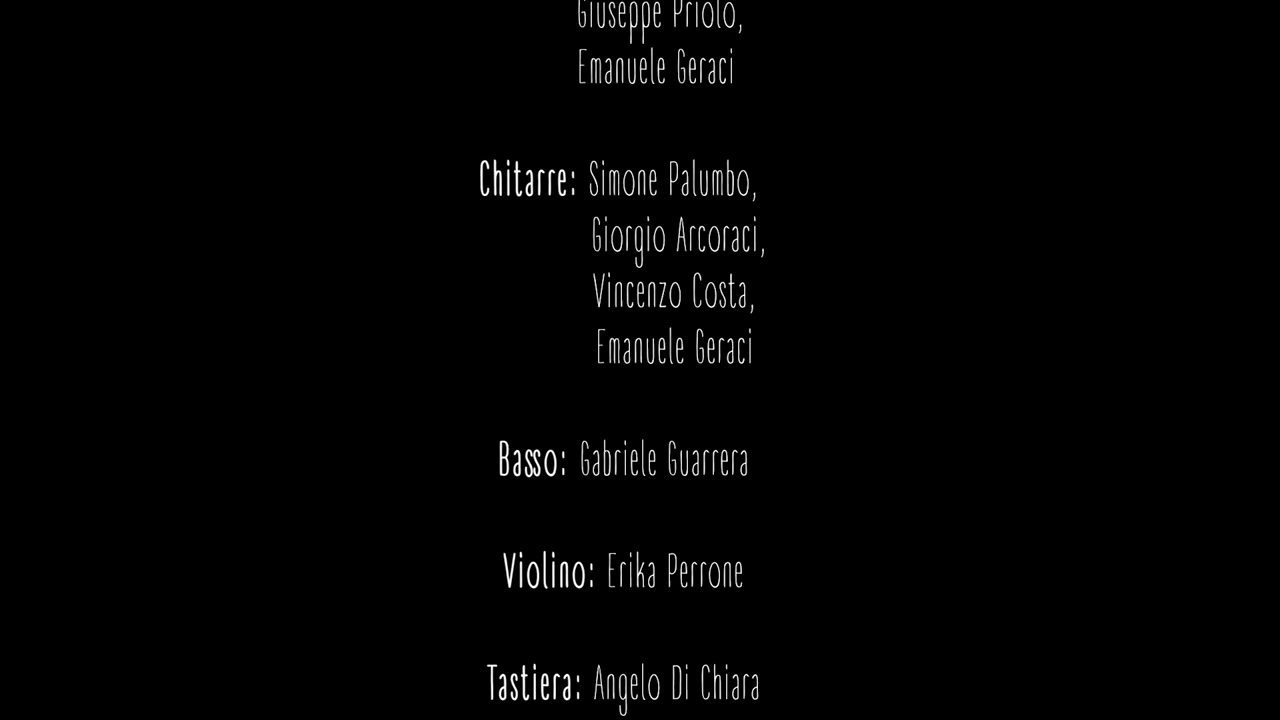 Giuseppe Priolo,
Emanuele Geraci
Chitarre: Simone Palumbo,
Giorgio Arcoraci,
Vincenzo Costa,
Emanuele Geraci
Basso: Gabriele Guarrera
Violino: Erika Perrone
Tastiera: Angelo Di Chiara